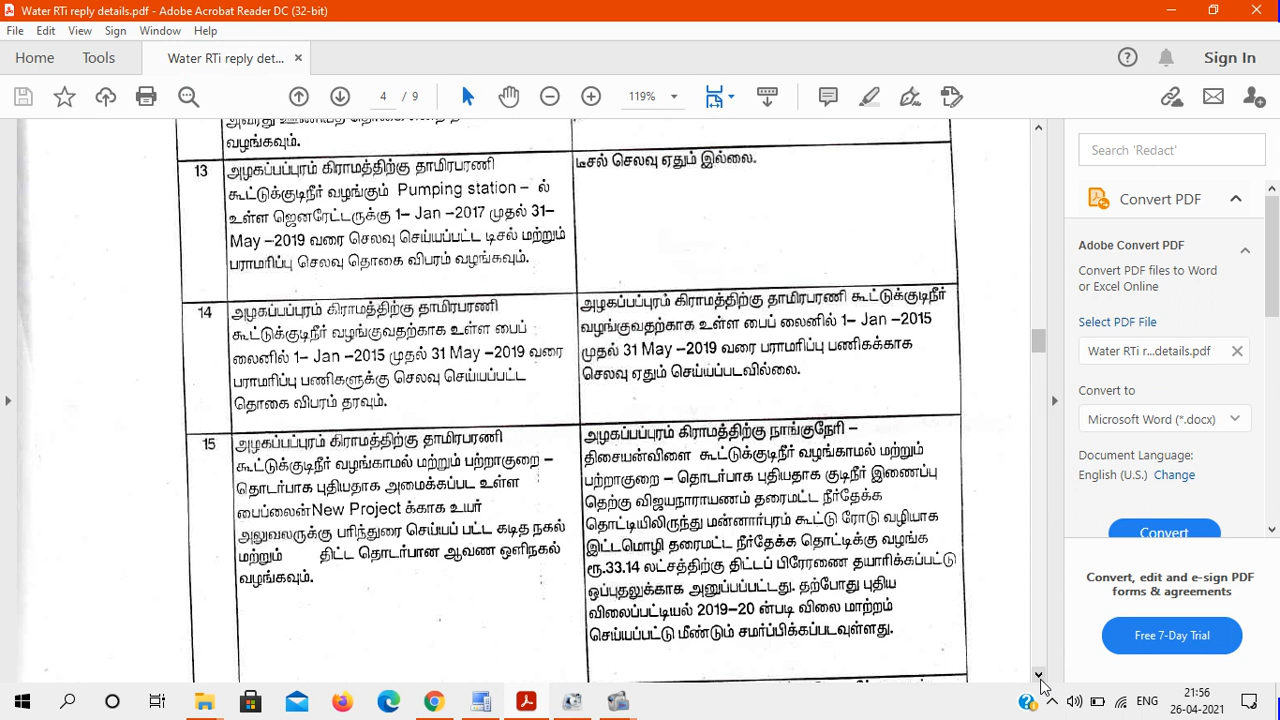 Water RTi reply details.pdf - Adobe Acrobat Reader DC (32-bit)
File Edit View Sign Window Help
Home Tools Water RTi reply det... Sign In
4 / 9 119%
வழங்கவும்.
13 அழகப்பப்புரம் கிராமத்திற்கு தாமிரபரணி
கூட்டுக்குடிநீர் வழங்கும் Pumping station – ல்
உள்ள ஜெனரேட்டருக்கு 1– Jan –2017 முதல் 31–
May –2019 வரை செலவு செய்யப்பட்ட டிசல் மற்றும்
பராமரிப்பு செலவு தொகை விபரம் வழங்கவும்.
டீசல் செலவு ஏதும் இல்லை.
14 அழகப்பப்புரம் கிராமத்திற்கு தாமிரபரணி
கூட்டுக்குடிநீர் வழங்குவதற்காக உள்ள பைப்
லைனில் 1– Jan –2015 முதல் 31 May –2019 வரை
பராமரிப்பு பணிகளுக்கு செலவு செய்யப்பட்ட
தொகை விபரம் தரவும்.
அழகப்பப்புரம் கிராமத்திற்கு தாமிரபரணி கூட்டுக்குடிநீர்
வழங்குவதற்காக உள்ள பைப் லைனில் 1– Jan –2015
முதல் 31 May –2019 வரை பராமரிப்பு பணிகக்காக
செலவு ஏதும் செய்யப்படவில்லை.
15 அழகப்பப்புரம் கிராமத்திற்கு தாமிரபரணி
கூட்டுக்குடிநீர் வழங்காமல் மற்றும் பற்றாகுறை –
தொடர்பாக புதியதாக அமைக்கப்பட உள்ள
பைப்லைன் New Project க்காக உயர்
அலுவலருக்கு பரிந்துரை செய்யப் பட்ட கடித நகல்
மற்றும் திட்ட தொடர்பான ஆவண ஒளிநகல்
வழங்கவும்.
அழகப்பப்புரம் கிராமத்திற்கு நாங்குநேரி –
திசையன்விளை கூட்டுக்குடிநீர் வழங்காமல் மற்றும்
பற்றாகுறை – தொடர்பாக புதியதாக குடிநீர் இணைப்பு
தெற்கு விஜயநாராயணம் தரைமட்ட நீர்தேக்க
தொட்டியிலிருந்து மன்னார்புரம் கூட்டு ரோடு வழியாக
இட்டமொழி தரைமட்ட நீர்தேக்க தொட்டிக்கு வழங்க
ரூ.33.14 லட்சத்திற்கு திட்டப் பிரேரணை தயாரிக்கப்பட்டு
ஒப்புதலுக்காக அனுப்பப்பட்டது. தற்போது புதிய
விலைப்பட்டியல் 2019–20 ன்படி விலை மாற்றம்
செய்யப்பட்டு மீண்டும் சமர்ப்பிக்கப்படவுள்ளது.
Search 'Redact'
Convert PDF
Adobe Convert PDF
Convert PDF files to Word
or Excel Online
Select PDF File
Water RTi r...details.pdf
Convert to
Microsoft Word (*.docx)
Document Language:
English (U.S.) Change
Convert
Convert, edit and e-sign PDF
forms & agreements
Free 7-Day Trial
ENG
21:56
26-04-2021